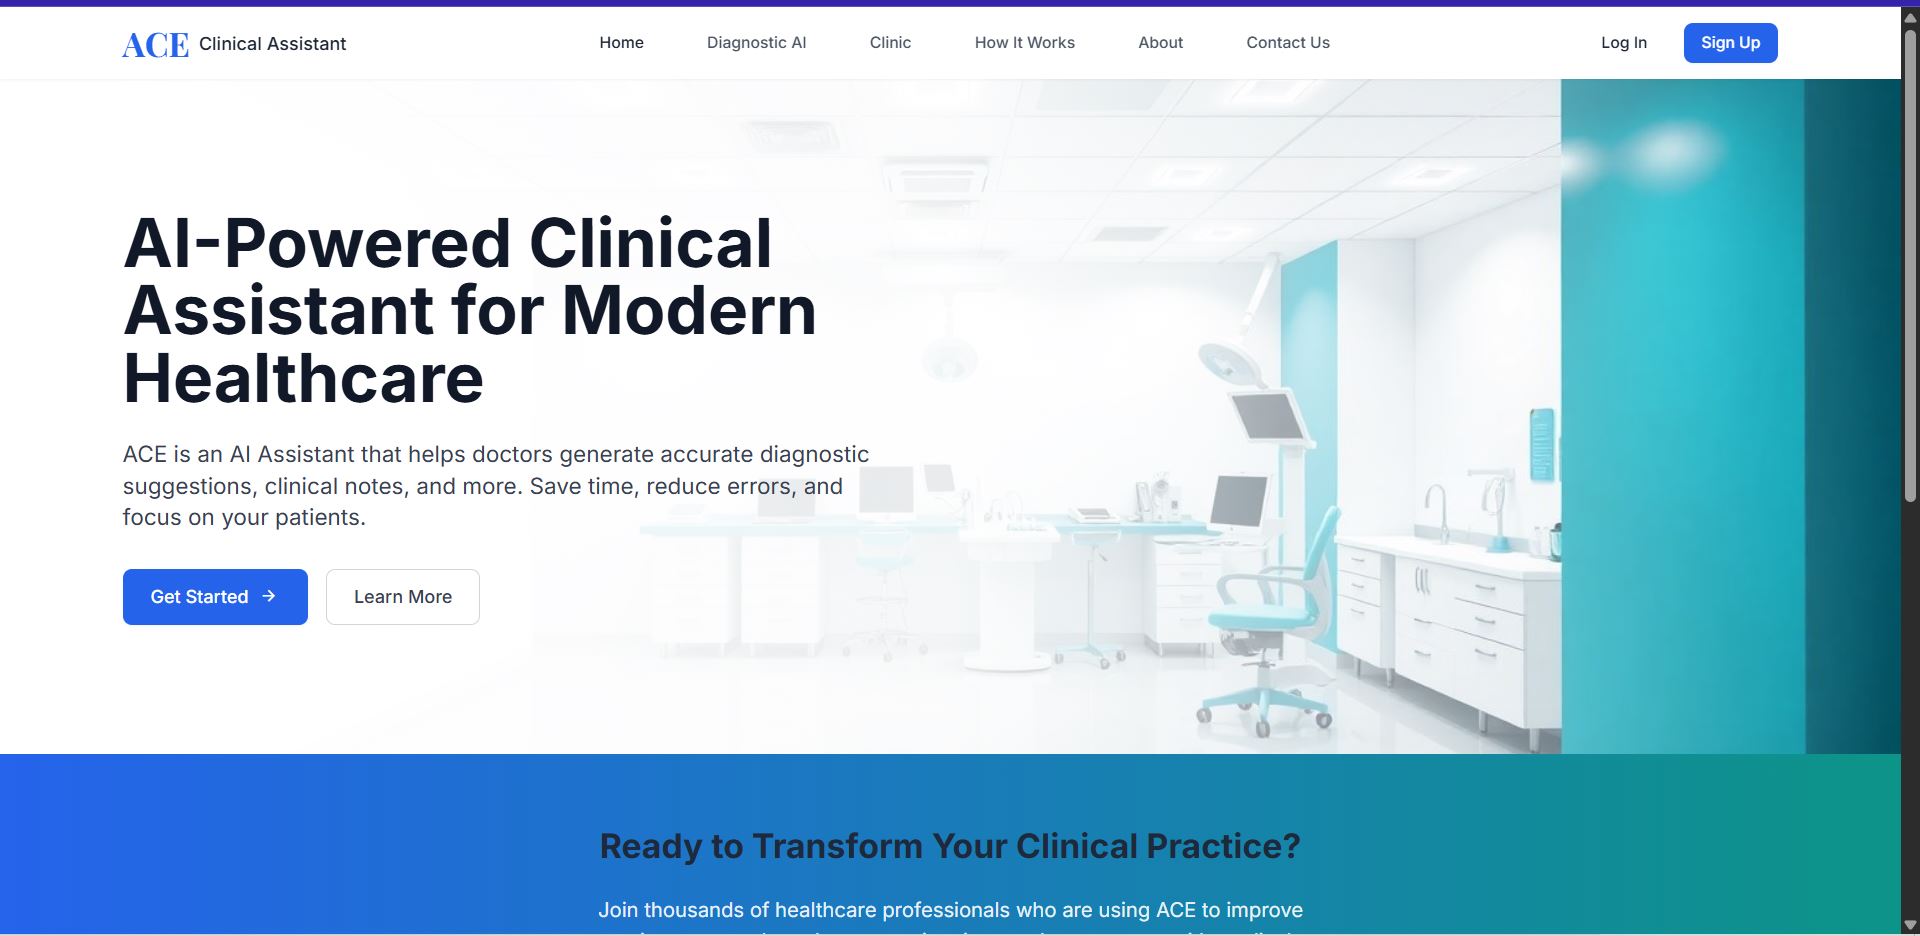 ACE Clinical Assistant
Home
Diagnostic AI
Clinic
How It Works
About
Contact Us
Log In
Sign Up
AI-Powered Clinical
Assistant for Modern
Healthcare
ACE is an AI Assistant that helps doctors generate accurate diagnostic
suggestions, clinical notes, and more. Save time, reduce errors, and
focus on your patients.
Get Started →
Learn More
Ready to Transform Your Clinical Practice?
Join thousands of healthcare professionals who are using ACE to improve